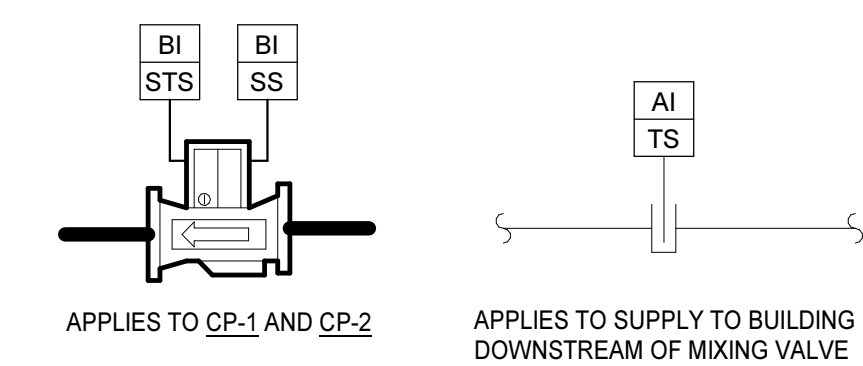 BI
STS
BI
SS
AI
TS
APPLIES TO CP-1 AND CP-2
APPLIES TO SUPPLY TO BUILDING
DOWNSTREAM OF MIXING VALVE